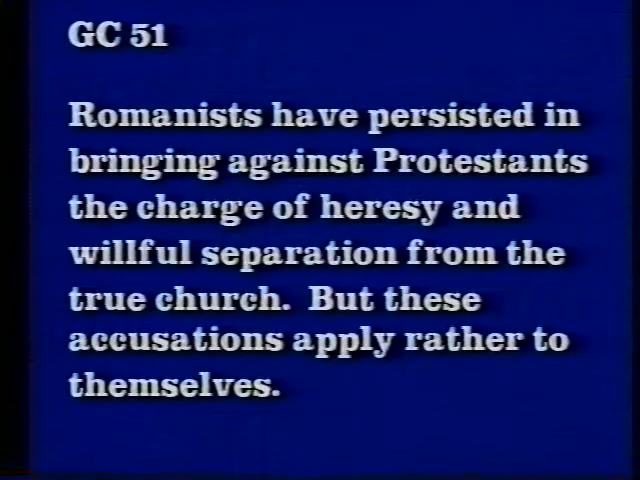 GC 51
Romanists have persisted in
bringing against Protestants
the charge of heresy and
willful separation from the
true church.  But these
accusations apply rather to
themselves.